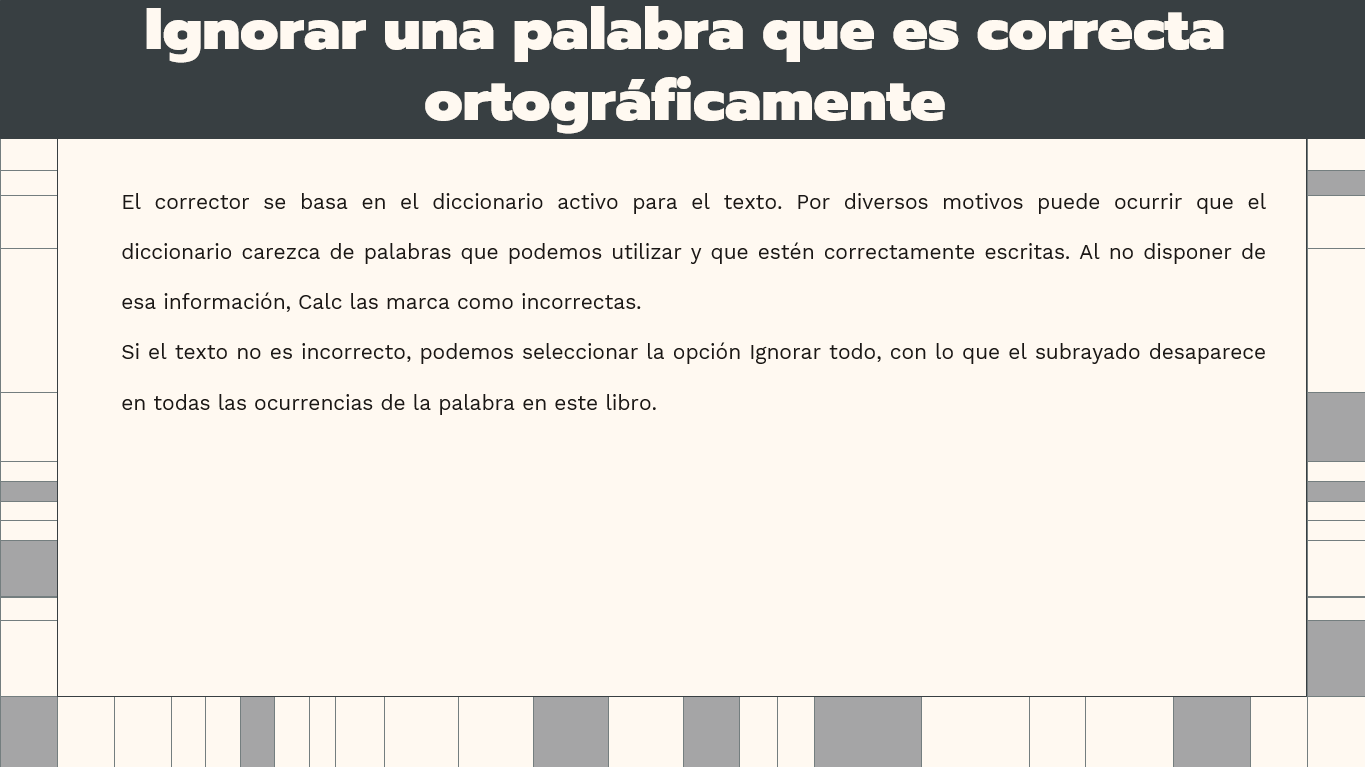 Ignorar una palabra que es correcta
ortográficamente
El corrector se basa en el diccionario activo para el texto. Por diversos motivos puede ocurrir que el
diccionario carezca de palabras que podemos utilizar y que estén correctamente escritas. Al no disponer de
esa información, Calc las marca como incorrectas.
Si el texto no es incorrecto, podemos seleccionar la opción Ignorar todo, con lo que el subrayado desaparece
en todas las ocurrencias de la palabra en este libro.